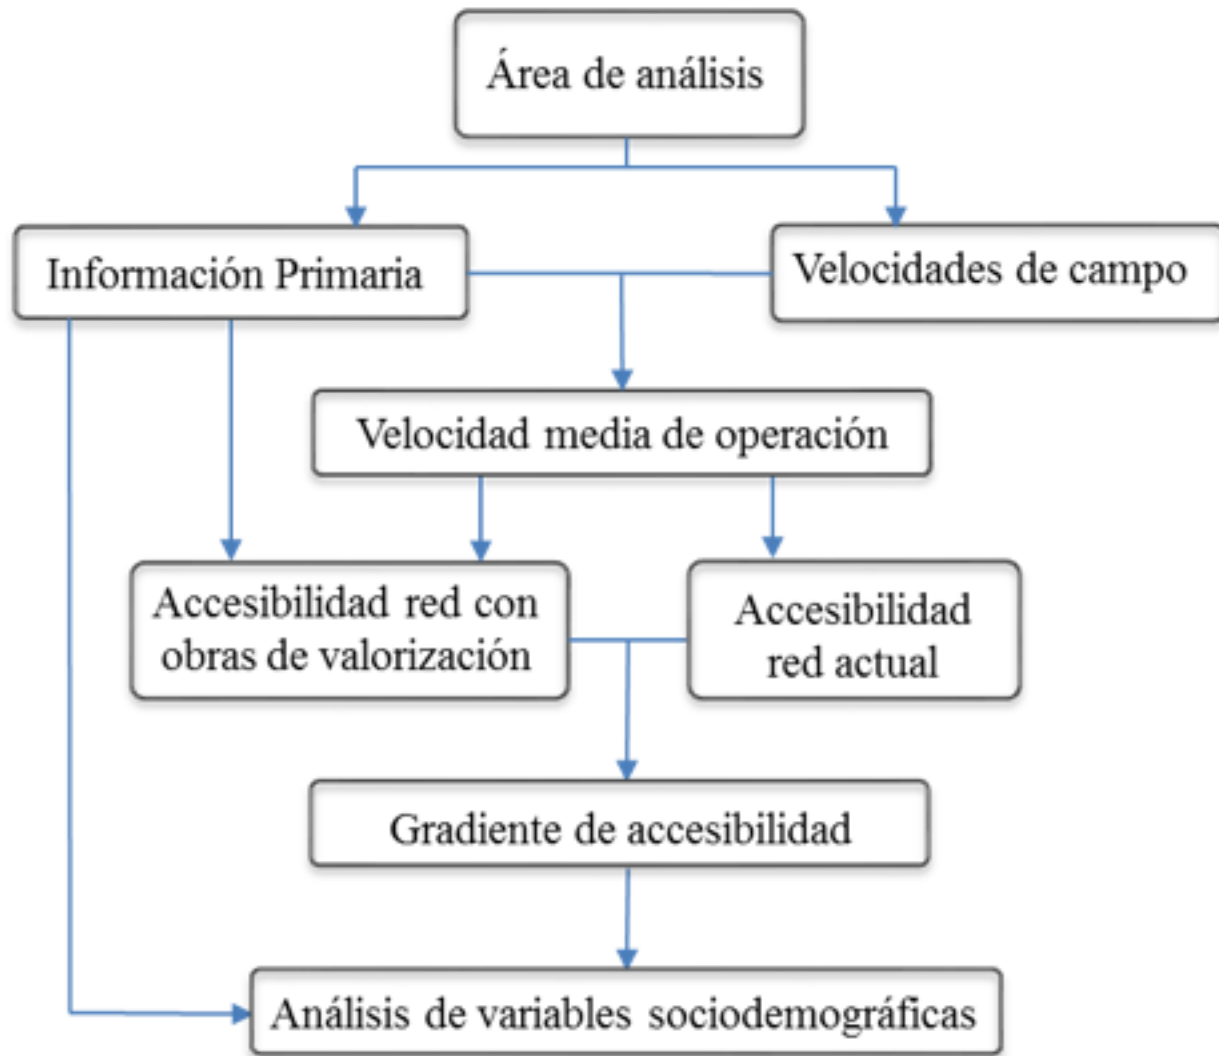 Área de análisis
Información Primaria
Velocidades de campo
Velocidad media de operación
Accesibilidad red con
obras de valorización
Accesibilidad
red actual
Gradiente de accesibilidad
Análisis de variables sociodemográficas